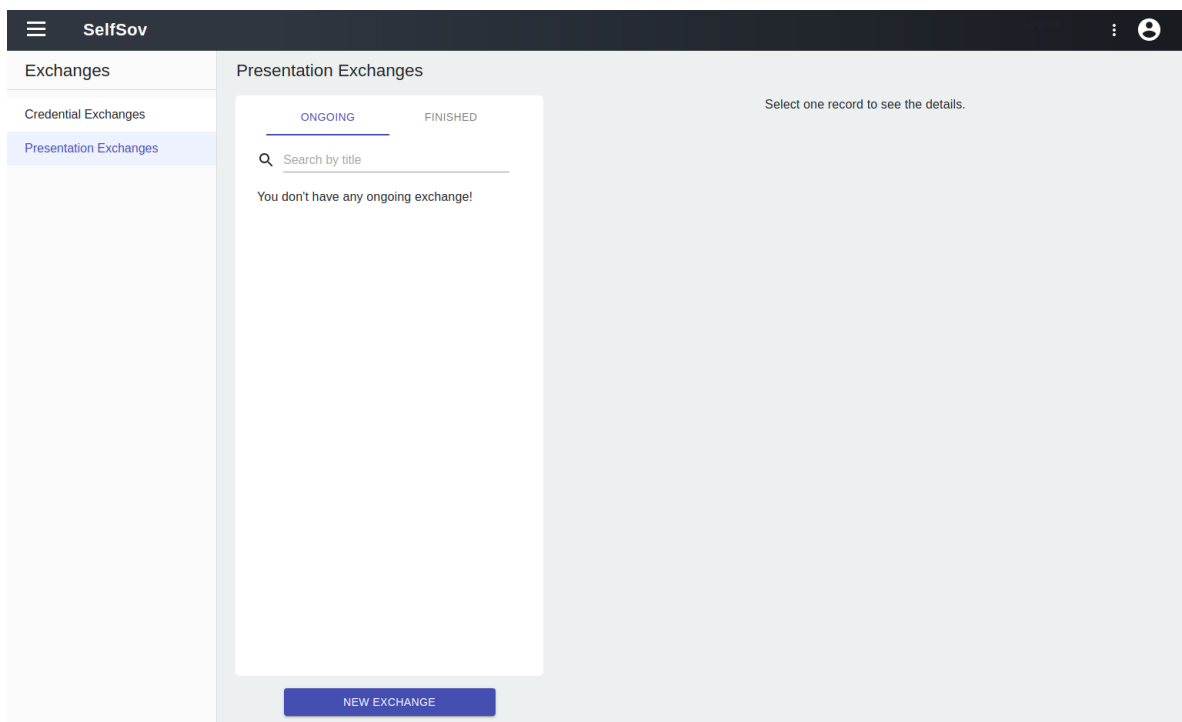 SelfSov
Exchanges
Credential Exchanges
Presentation Exchanges
Presentation Exchanges
ONGOING
FINISHED
Search by title
You don't have any ongoing exchange!
NEW EXCHANGE
Select one record to see the details.